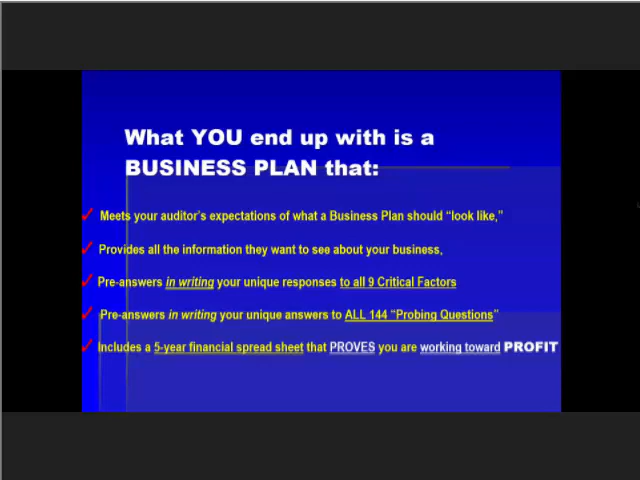 What YOU end up with is a
BUSINESS PLAN that:
✓ Meets your auditor's expectations of what a Business Plan should “look like,”
✓ Provides all the information they want to see about your business,
✓ Pre-answers in writing your unique responses to all 9 Critical Factors
✓ Pre-answers in writing your unique answers to ALL 144 “Probing Questions”
✓ Includes a 5-year financial spread sheet that PROVES you are working toward PROFIT